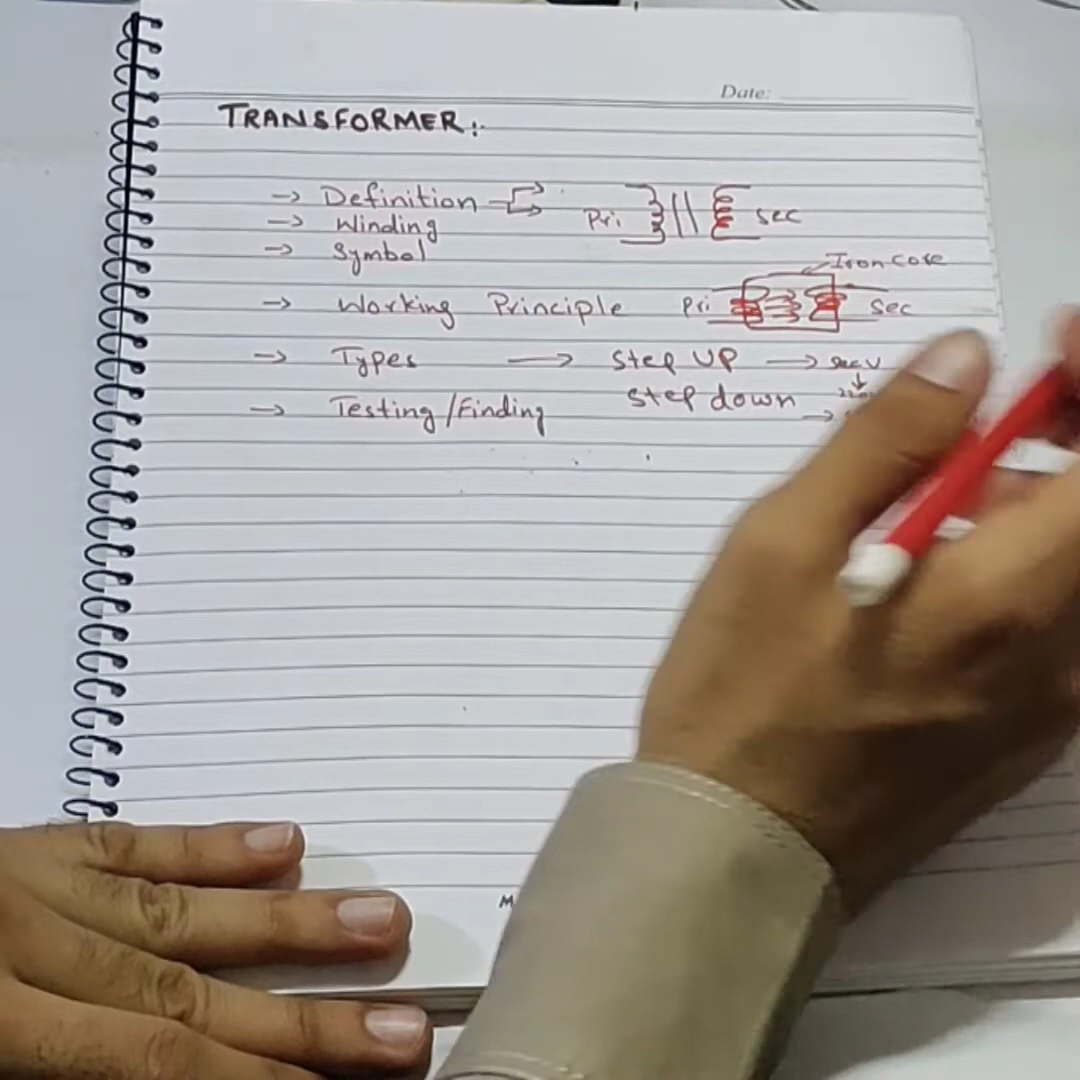 Date:
TRANSFORMER:
→ Definition
→ Winding
Pri sec
→ Symbol
Iron core
→ Working Principle Pri Sec
→ Types → Step UP → sec v
Step down →
→ Testing/Finding
M